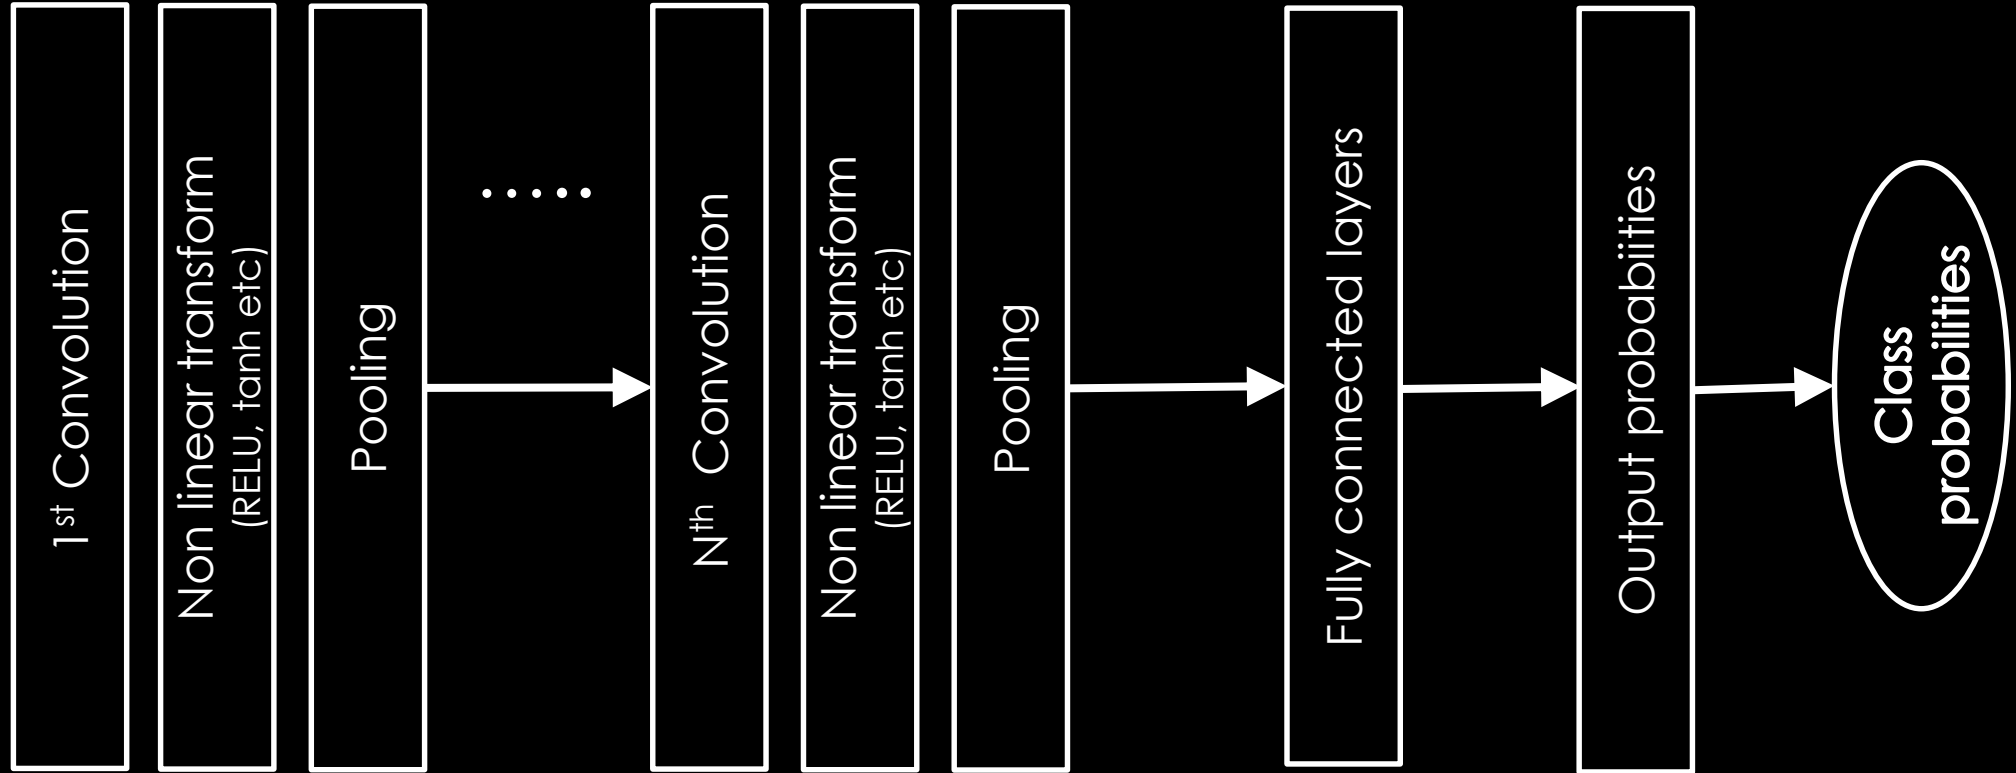 1st Convolution
Non linear transform
(RELU, tanh etc)
Pooling
.....
Nth Convolution
Non linear transform
(RELU, tanh etc)
Pooling
Fully connected layers
Output probabiities
Class
probabilities